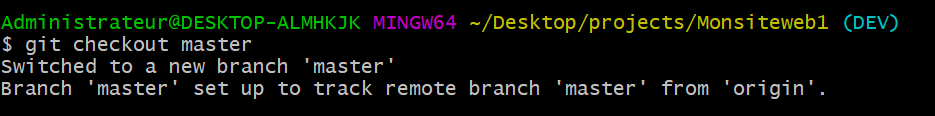 Administrateur@DESKTOP-ALMHKJK MINGW64 ~/Desktop/projects/Monsiteweb1 (DEV)
$ git checkout master
Switched to a new branch 'master'
Branch 'master' set up to track remote branch 'master' from 'origin'.